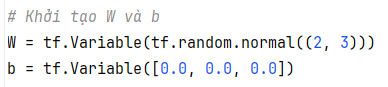 # Khởi tạo W và b
W = tf.Variable(tf.random.normal((2, 3)))
b = tf.Variable([0.0, 0.0, 0.0])